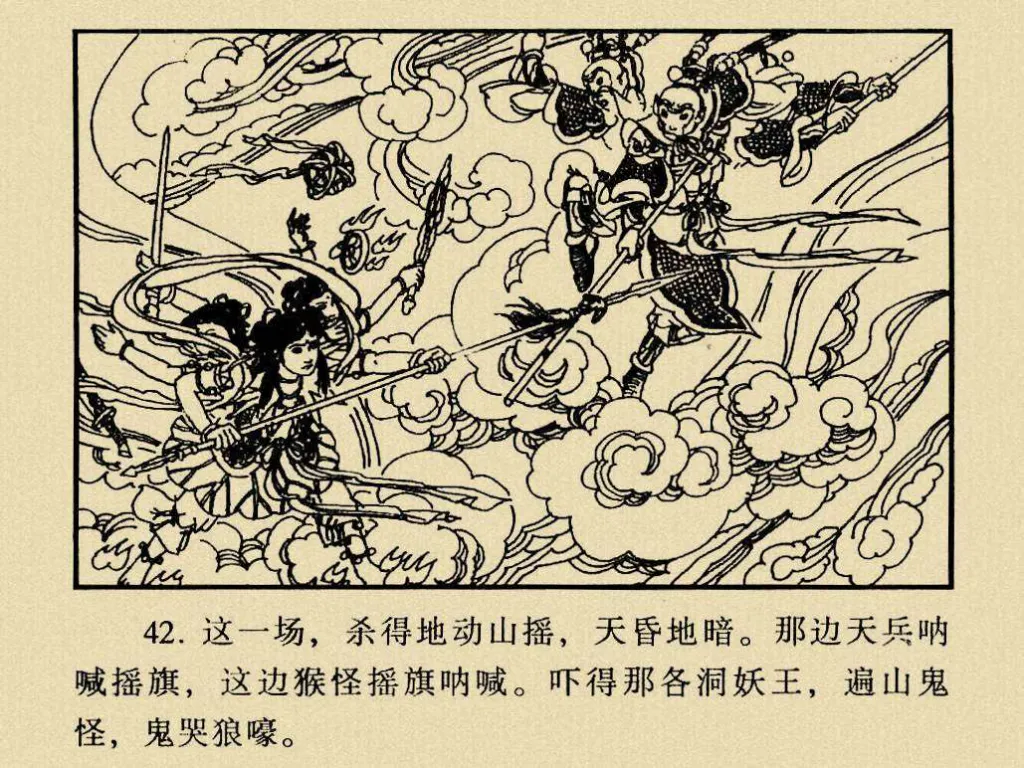 42. 这一场，杀得地动山摇，天昏地暗。那边天兵呐
喊摇旗，这边猴怪摇旗呐喊。吓得那各洞妖王，遍山鬼
怪，鬼哭狼嚎。